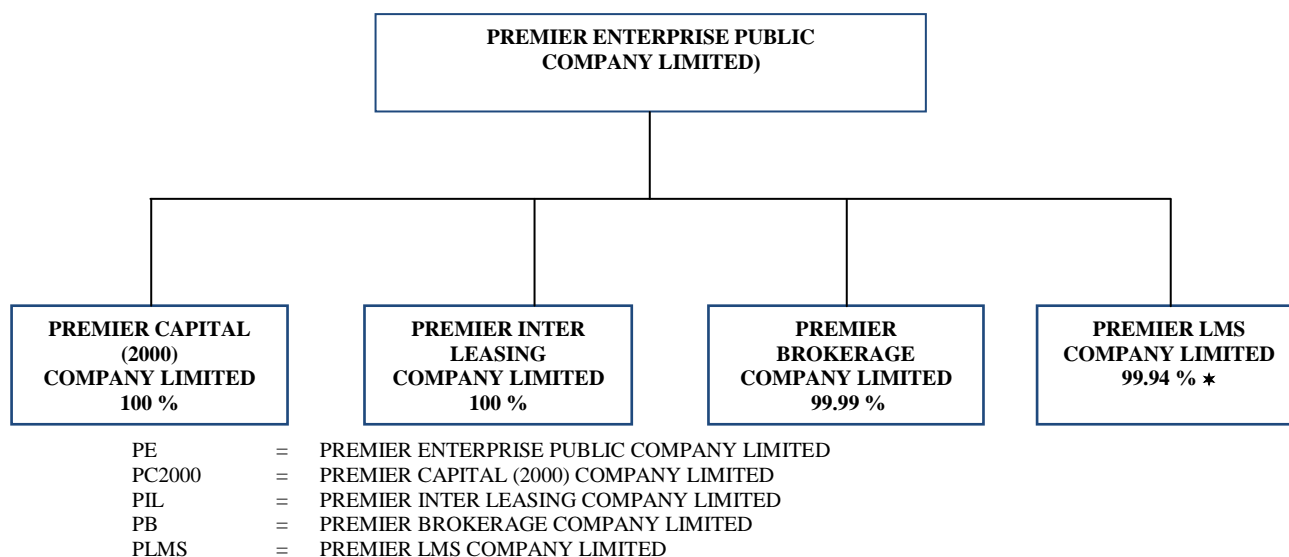 PREMIER ENTERPRISE PUBLIC
COMPANY LIMITED)
PREMIER CAPITAL
(2000)
COMPANY LIMITED
100 %
PREMIER INTER
LEASING
COMPANY LIMITED
100 %
PREMIER
BROKERAGE
COMPANY LIMITED
99.99 %
PREMIER LMS
COMPANY LIMITED
99.94 % ★
PE = PREMIER ENTERPRISE PUBLIC COMPANY LIMITED
PC2000 = PREMIER CAPITAL (2000) COMPANY LIMITED
PIL = PREMIER INTER LEASING COMPANY LIMITED
PB = PREMIER BROKERAGE COMPANY LIMITED
PLMS = PREMIER LMS COMPANY LIMITED